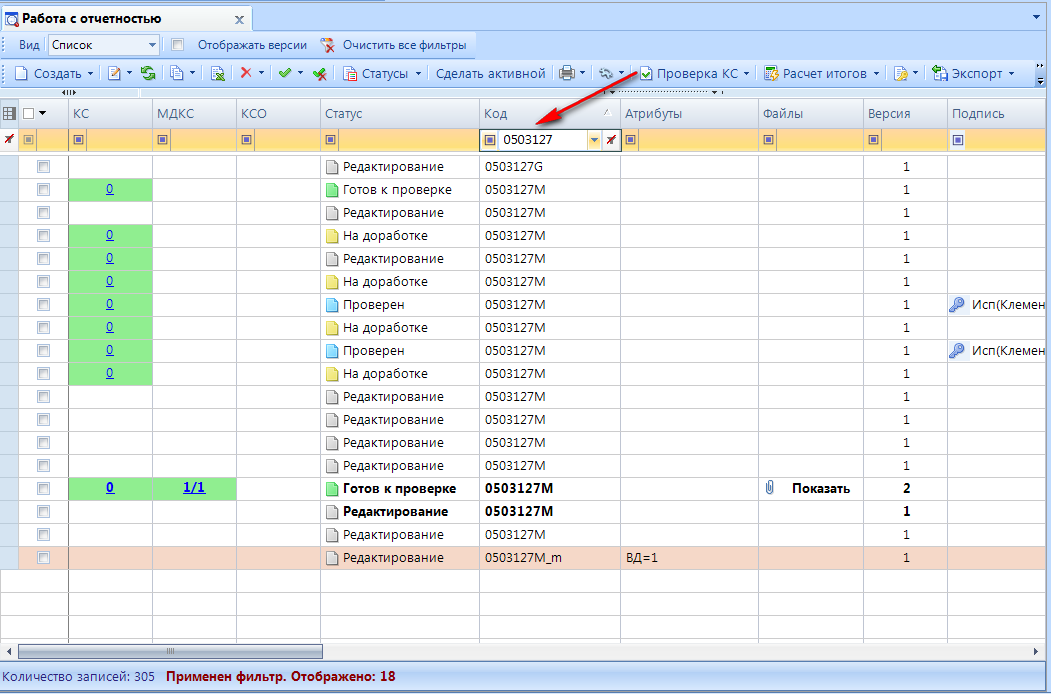 Работа с отчетностью
Вид Список Отображать версии Очистить все фильтры
Создать Статусы Сделать активной Проверка КС Расчет итогов Экспорт
КС МДКС КСО Статус Код Атрибуты Файлы Версия Подпись
0503127
Редактирование 0503127G 1
0 Готов к проверке 0503127M 1
Редактирование 0503127M 1
0 На доработке 0503127M 1
0 Редактирование 0503127M 1
0 На доработке 0503127M 1
0 Проверен 0503127M 1 Исп(Клемен
0 На доработке 0503127M 1
0 Проверен 0503127M 1 Исп(Клемен
0 На доработке 0503127M 1
Редактирование 0503127M 1
Редактирование 0503127M 1
Редактирование 0503127M 1
Редактирование 0503127M 1
0 1/1 Готов к проверке 0503127M Показать 2
Редактирование 0503127M 1
Редактирование 0503127M 1
Редактирование 0503127M_m ВД=1 1
Количество записей: 305 Применен фильтр. Отображено: 18